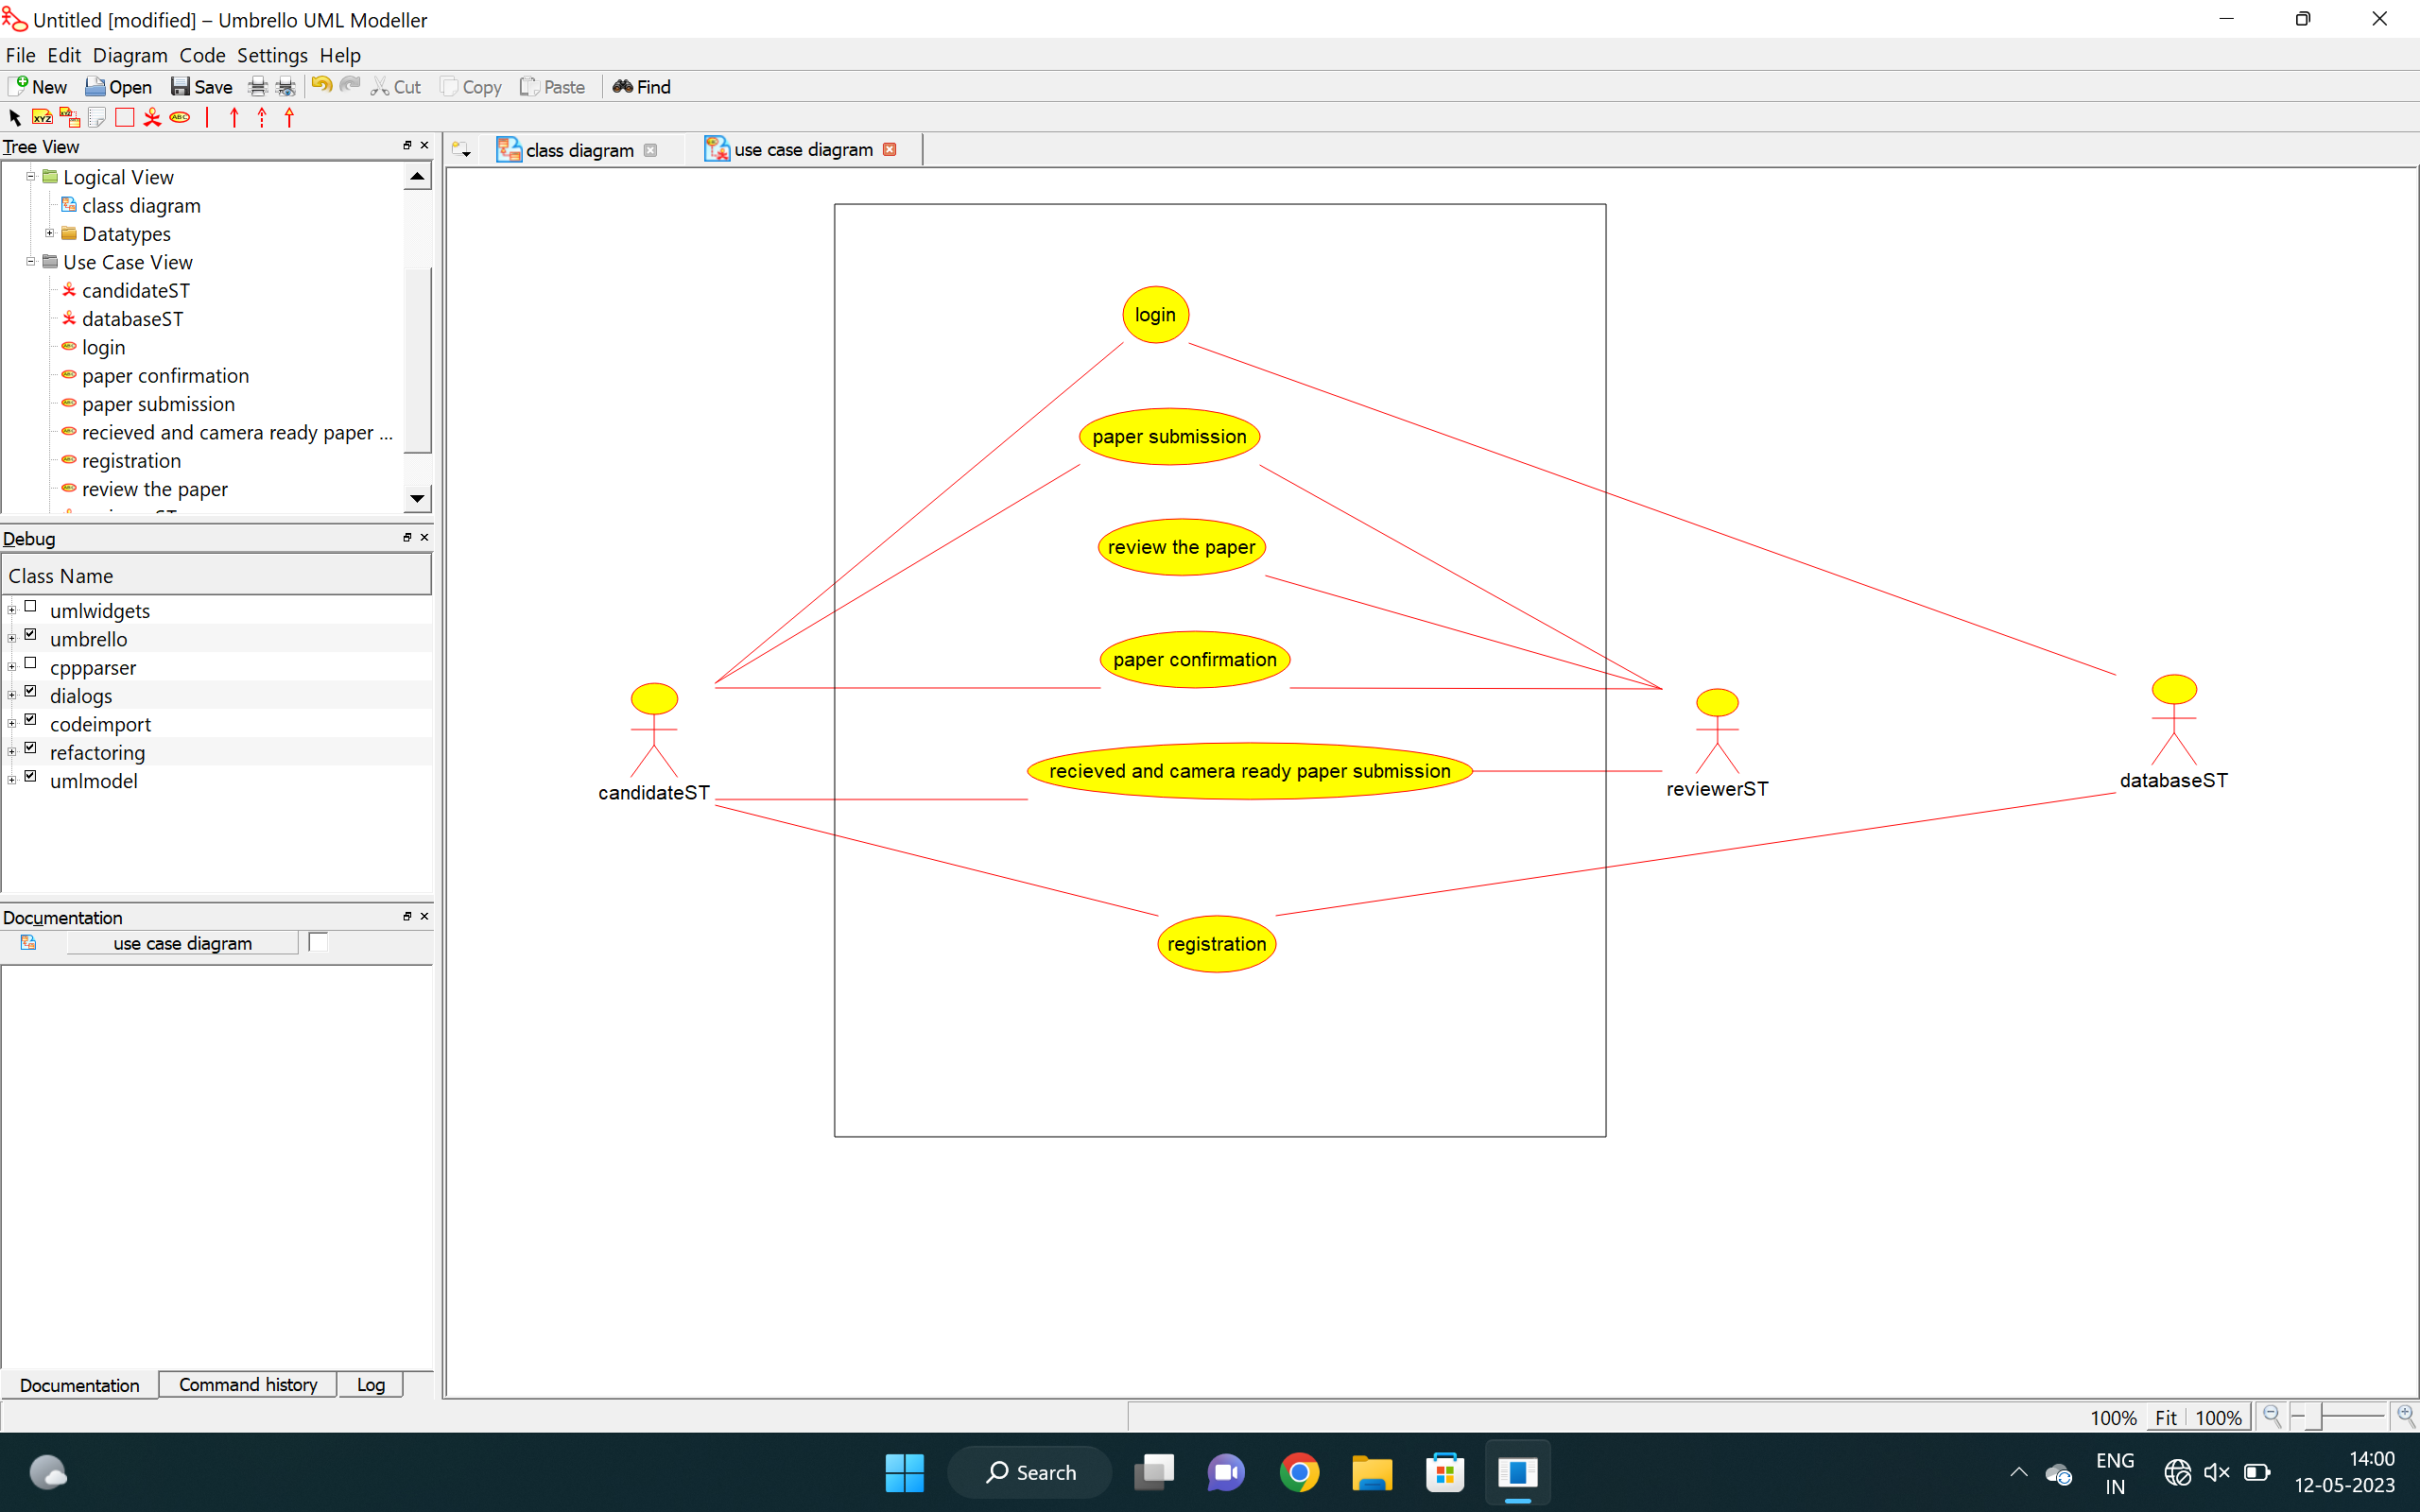 Untitled [modified] – Umbrello UML Modeller
File Edit Diagram Code Settings Help
New Open Save Cut Copy Paste Find
XYZ ABC
Tree View
class diagram use case diagram
Logical View
class diagram
Datatypes
Use Case View
candidateST
databaseST
login
paper confirmation
paper submission
recieved and camera ready paper ...
registration
review the paper
Debug
Class Name
umlwidgets
umbrello
cppparser
dialogs
codeimport
refactoring
umlmodel
Documentation
use case diagram
Documentation Command history Log
login
paper submission
review the paper
paper confirmation
recieved and camera ready paper submission
registration
candidateST
reviewerST
databaseST
100% Fit 100%
Search
ENG
IN
14:00
12-05-2023